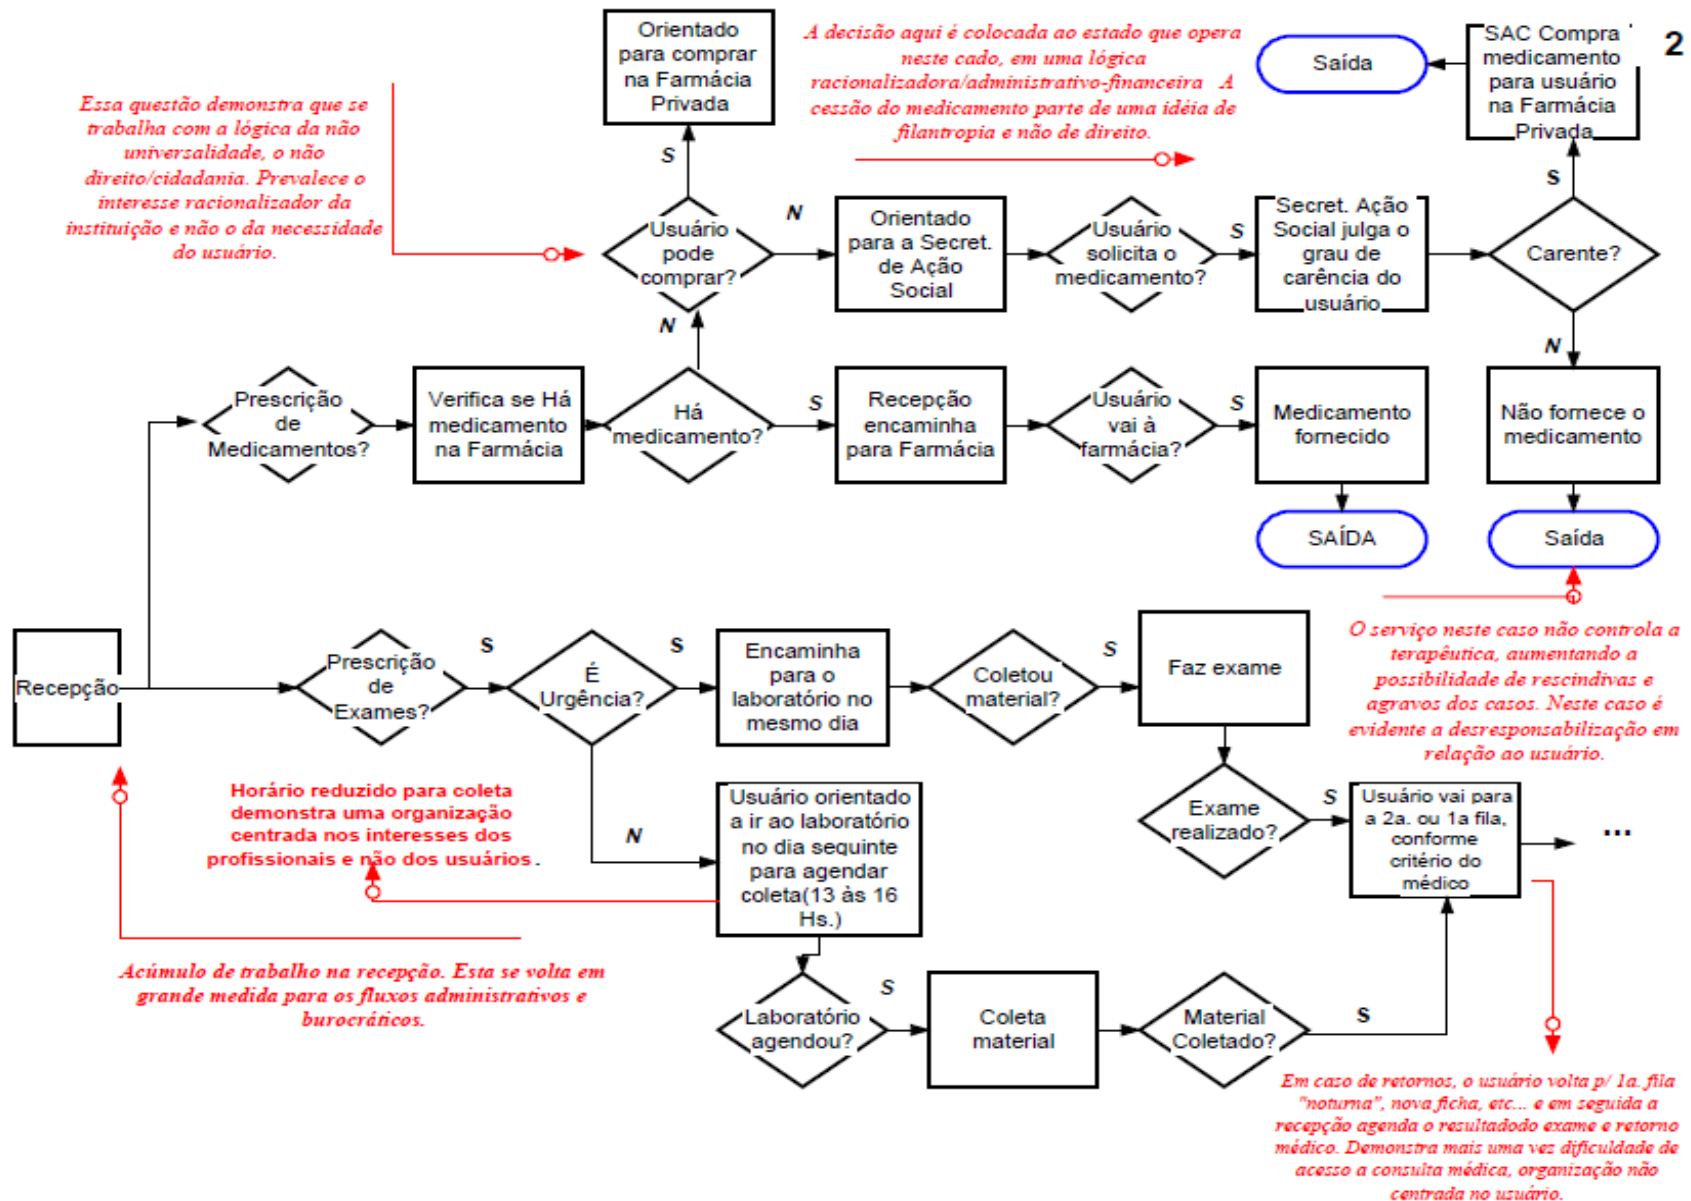 Orientado
para comprar
na Farmácia
Privada
A decisão aqui é colocada ao estado que opera
neste cado, em uma lógica
racionalizadora/administrativo-financeira A
cessão do medicamento parte de uma idéia de
filantropia e não de direito.
Saída
SAC Compra
medicamento
para usuário
na Farmácia
Privada
2
Essa questão demonstra que se
trabalha com a lógica da não
universalidade, o não
direito/cidadania. Prevalece o
interesse racionalizador da
instituição e não o da necessidade
do usuário.
S
S
Usuário
pode
comprar?
N
Orientado
para a Secret.
de Ação
Social
Usuário
solicita o
medicamento?
S
Secret. Ação
Social julga o
grau de
carência do
usuário
Carente?
N
N
Prescrição
de
Medicamentos?
Verifica se Há
medicamento
na Farmácia
Há
medicamento?
S
Recepção
encaminha
para Farmácia
Usuário
vai à
farmácia?
S
Medicamento
fornecido
Não fornece o
medicamento
SAÍDA
Saída
Recepção
Prescrição
de
Exames?
S
É
Urgência?
S
Encaminha
para o
laboratório no
mesmo dia
Coletou
material?
S
Faz exame
O serviço neste caso não controla a
terapêutica, aumentando a
possibilidade de rescindivas e
agravos dos casos. Neste caso é
evidente a desresponsabilização em
relação ao usuário.
Horário reduzido para coleta
demonstra uma organização
centrada nos interesses dos
profissionais e não dos usuários.
N
Usuário orientado
a ir ao laboratório
no dia sequinte
para agendar
coleta(13 às 16
Hs.)
Exame
realizado?
S
Usuário vai para
a 2a. ou 1a fila,
conforme
critério do
médico
...
Acúmulo de trabalho na recepção. Esta se volta em
grande medida para os fluxos administrativos e
burocráticos.
Laboratório
agendou?
S
Coleta
material
Material
Coletado?
S
Em caso de retornos, o usuário volta p/ 1a. fila
"noturna", nova ficha, etc... e em seguida a
recepção agenda o resultadodo exame e retorno
médico. Demonstra mais uma vez dificuldade de
acesso a consulta médica, organização não
centrada no usuário.